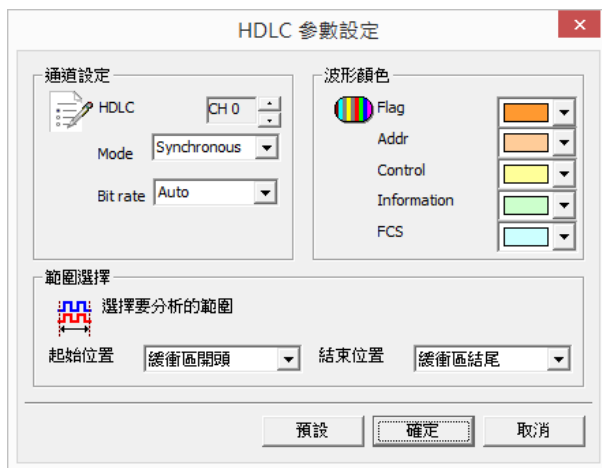 HDLC 參數設定
通道設定
HDLC
CH 0
Mode
Synchronous
Bit rate
Auto
波形顏色
Flag
Addr
Control
Information
FCS
範圍選擇
選擇要分析的範圍
起始位置
緩衝區開頭
結束位置
緩衝區結尾
預設
確定
取消